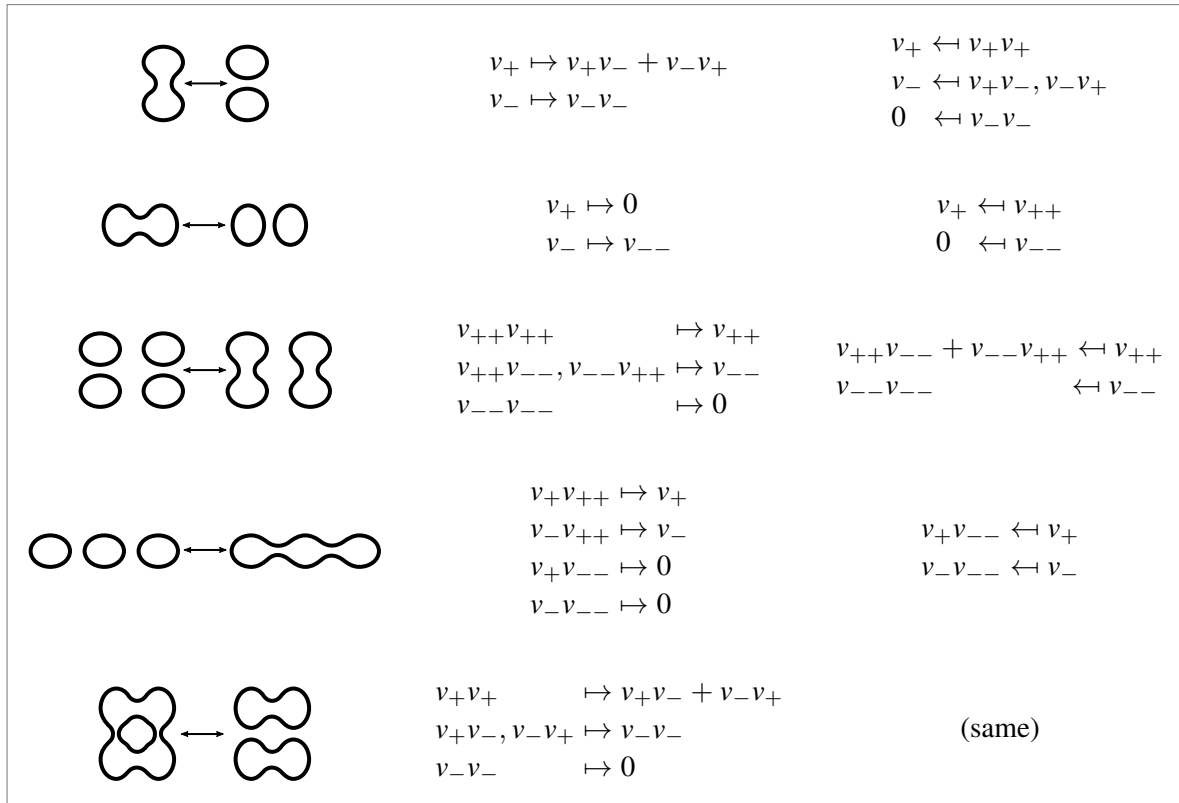 v₊ ↦ v₊v₋ + v₋v₊
v₋ ↦ v₋v₋
v₊ ↤ v₊v₊
v₋ ↤ v₊v₋, v₋v₊
0 ↤ v₋v₋
v₊ ↦ 0
v₋ ↦ v₋₋
v₊ ↤ v₊₊
0 ↤ v₋₋
v₊₊v₊₊ ↦ v₊₊
v₊₊v₋₋, v₋₋v₊₊ ↦ v₋₋
v₋₋v₋₋ ↦ 0
v₊₊v₋₋ + v₋₋v₊₊ ↤ v₊₊
v₋₋v₋₋ ↤ v₋₋
v₊v₊₊ ↦ v₊
v₋v₊₊ ↦ v₋
v₊v₋₋ ↦ 0
v₋v₋₋ ↦ 0
v₊v₋₋ ↤ v₊
v₋v₋₋ ↤ v₋
v₊v₊ ↦ v₊v₋ + v₋v₊
v₊v₋, v₋v₊ ↦ v₋v₋
v₋v₋ ↦ 0
(same)